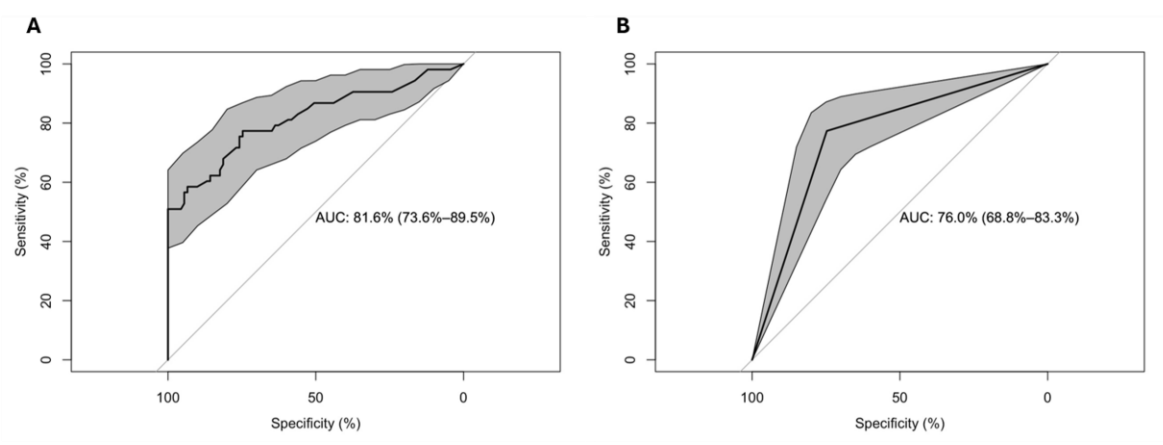 A
B
100
80
60
40
20
0
Sensitivity (%)
AUC: 81.6% (73.6%–89.5%)
100
50
0
Specificity (%)
100
80
60
40
20
0
Sensitivity (%)
AUC: 76.0% (68.8%–83.3%)
100
50
0
Specificity (%)